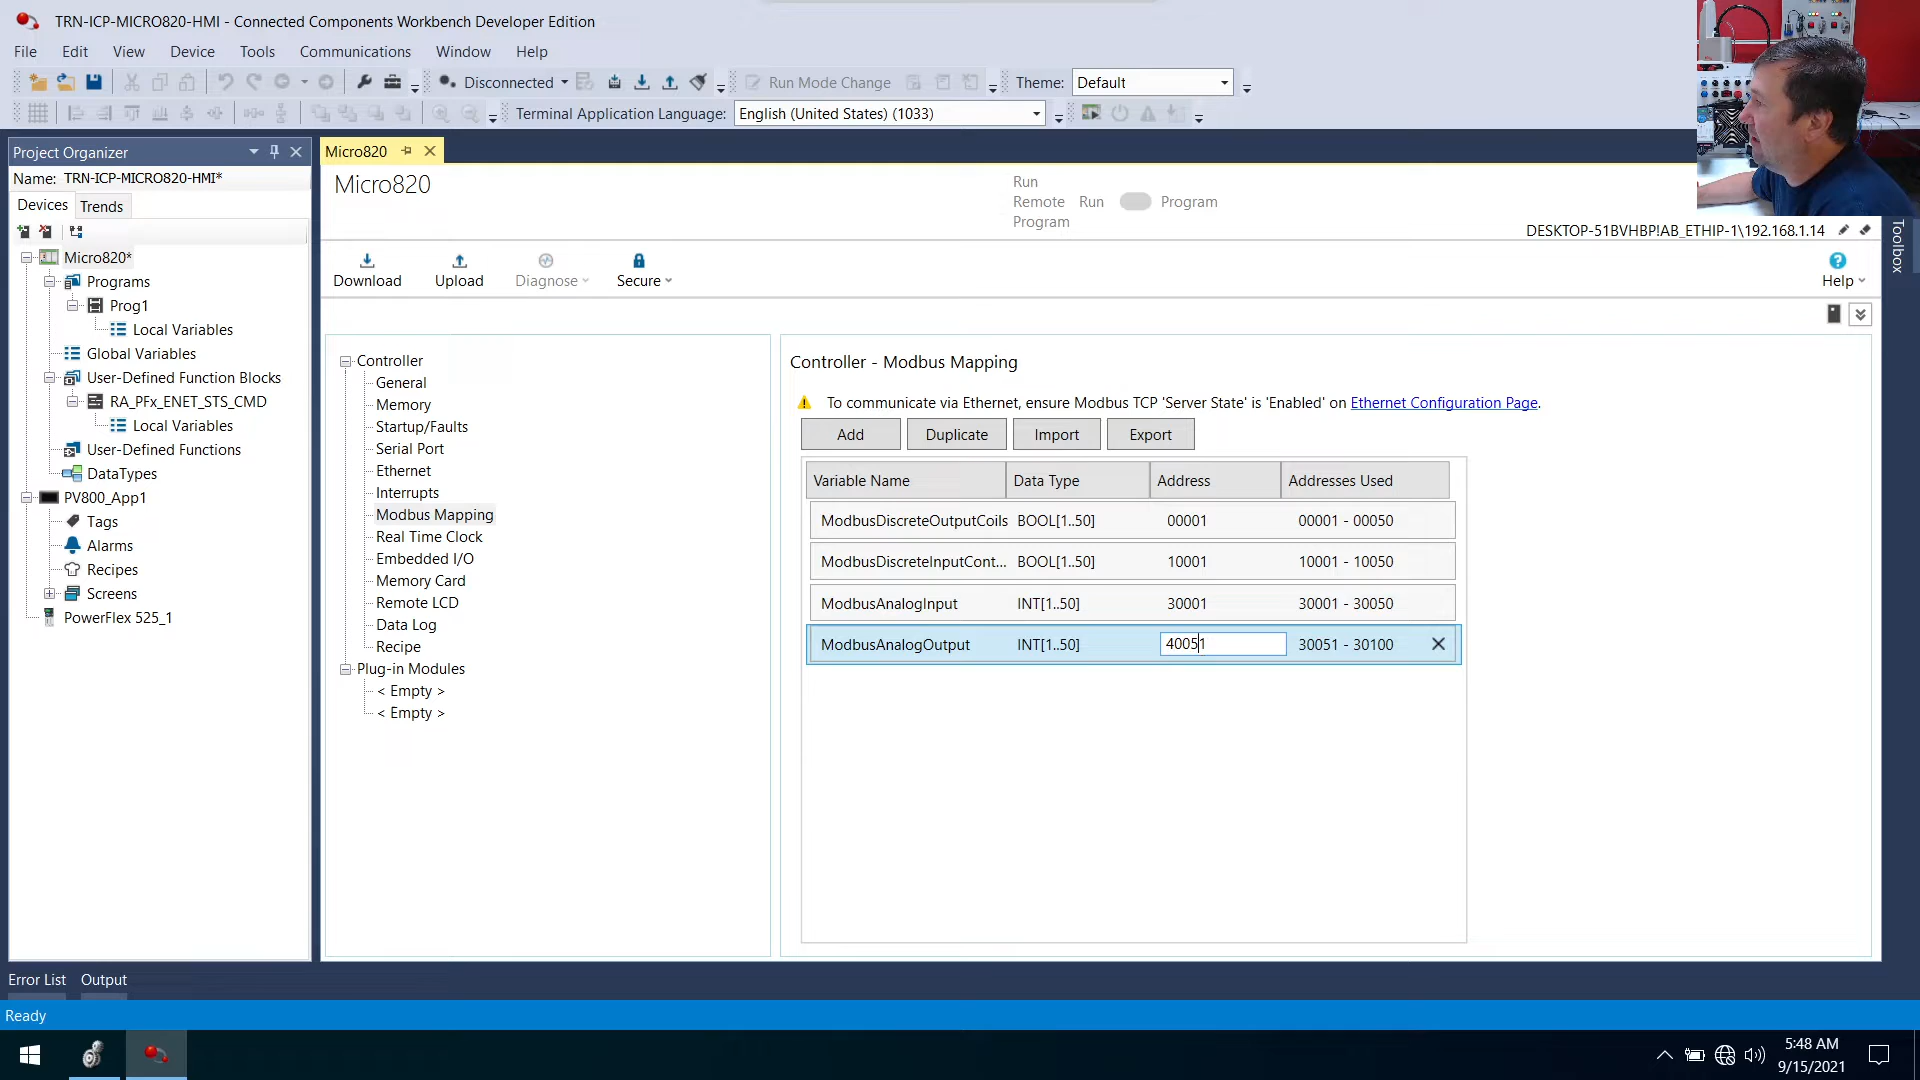 TRN-ICP-MICRO820-HMI - Connected Components Workbench Developer Edition
File Edit View Device Tools Communications Window Help
Disconnected Run Mode Change Theme: Default
Terminal Application Language: English (United States) (1033)
Project Organizer
Name: TRN-ICP-MICRO820-HMI*
Devices Trends
Micro820*
Programs
Prog1
Local Variables
Global Variables
User-Defined Function Blocks
RA_PFx_ENET_STS_CMD
Local Variables
User-Defined Functions
DataTypes
PV800_App1
Tags
Alarms
Recipes
Screens
PowerFlex 525_1
Micro820
Micro820
Run
Remote Run Program
Program
DESKTOP-51BVHBP!AB_ETHIP-1\192.168.1.14
Toolbox
Download Upload Diagnose Secure Help
Controller
General
Memory
Startup/Faults
Serial Port
Ethernet
Interrupts
Modbus Mapping
Real Time Clock
Embedded I/O
Memory Card
Remote LCD
Data Log
Recipe
Plug-in Modules
< Empty >
< Empty >
Controller - Modbus Mapping
To communicate via Ethernet, ensure Modbus TCP 'Server State' is 'Enabled' on Ethernet Configuration Page.
Add Duplicate Import Export
Variable Name Data Type Address Addresses Used
ModbusDiscreteOutputCoils BOOL[1..50] 00001 00001 - 00050
ModbusDiscreteInputCont... BOOL[1..50] 10001 10001 - 10050
ModbusAnalogInput INT[1..50] 30001 30001 - 30050
ModbusAnalogOutput INT[1..50] 40051 30051 - 30100
Error List Output
Ready
5:48 AM
9/15/2021